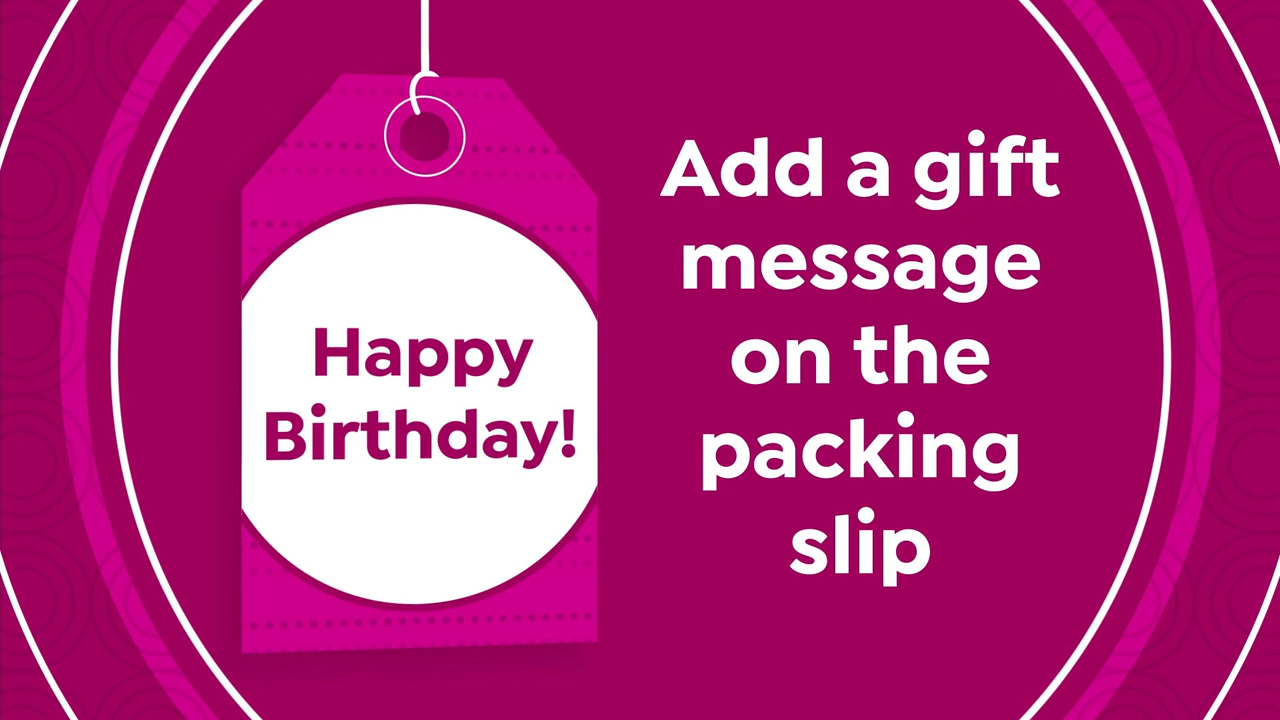 Happy
Birthday!
Add a gift
message
on the
packing
slip